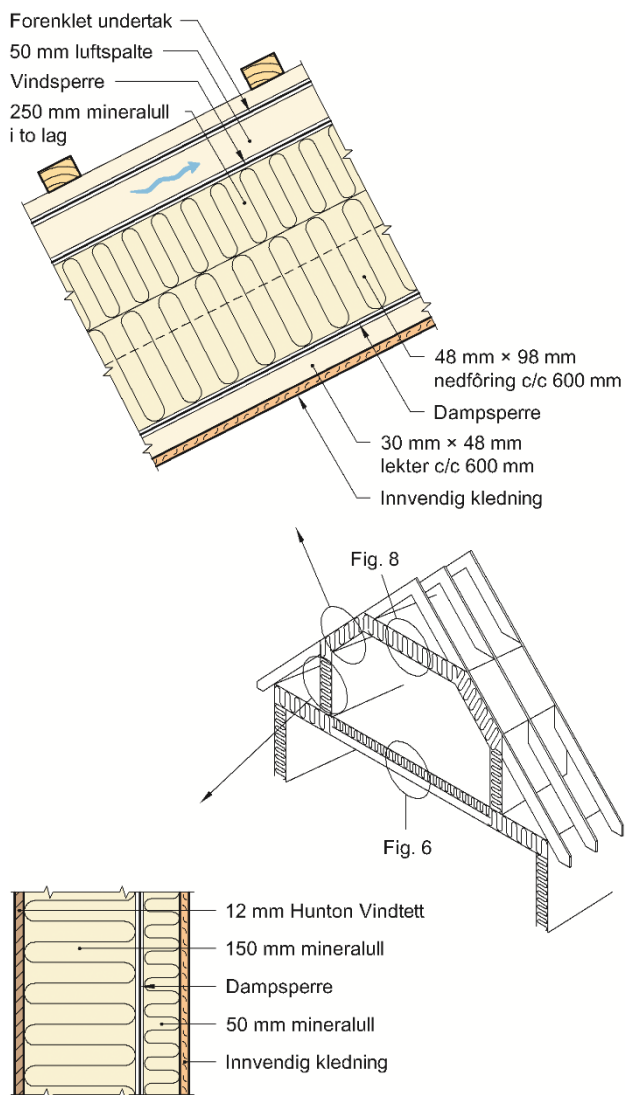 Forenklet undertak
50 mm luftspalte
Vindsperre
250 mm mineralull
i to lag
48 mm × 98 mm
nedfôring c/c 600 mm
Dampsperre
30 mm × 48 mm
lekter c/c 600 mm
Innvendig kledning
Fig. 8
Fig. 6
12 mm Hunton Vindtett
150 mm mineralull
Dampsperre
50 mm mineralull
Innvendig kledning